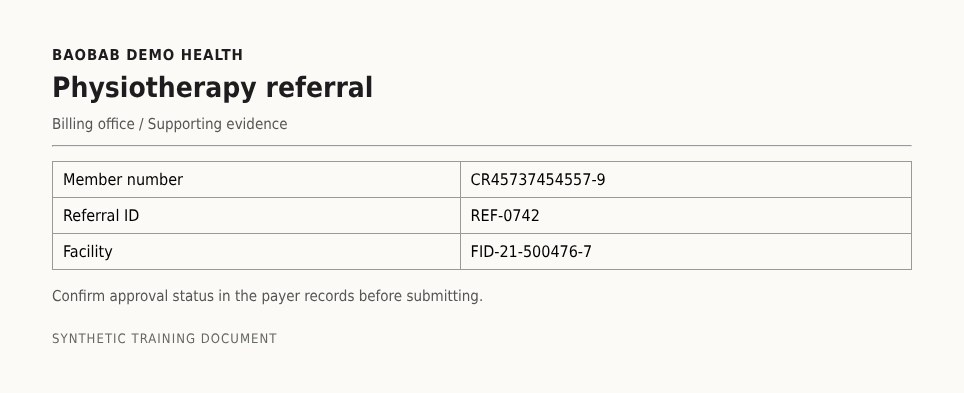 BAOBAB DEMO HEALTH
Physiotherapy referral
Billing office / Supporting evidence
Member number CR45737454557-9
Referral ID REF-0742
Facility FID-21-500476-7
Confirm approval status in the payer records before submitting.
SYNTHETIC TRAINING DOCUMENT